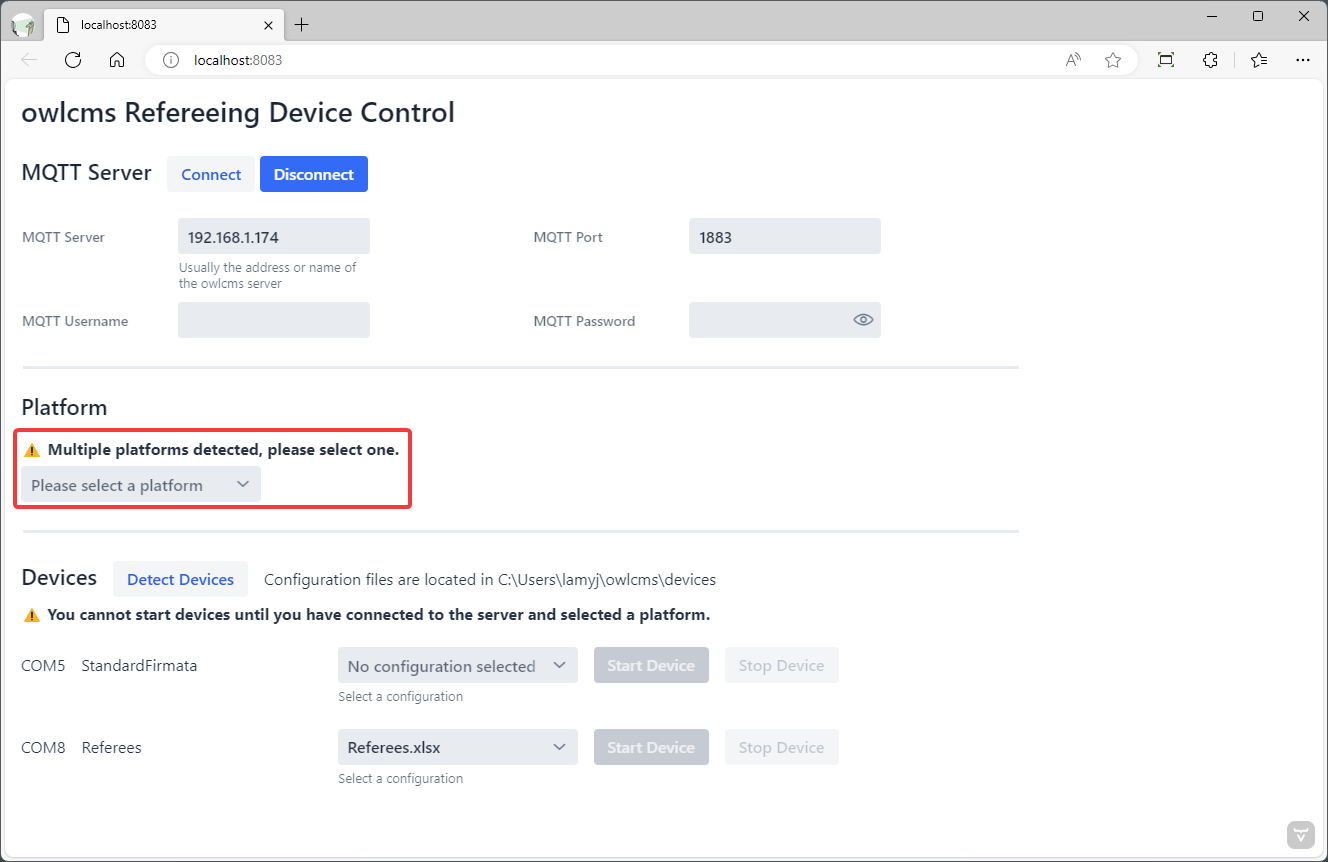 localhost:8083
localhost:8083
owlcms Refereeing Device Control
MQTT Server Connect Disconnect
MQTT Server 192.168.1.174 MQTT Port 1883
Usually the address or name of
the owlcms server
MQTT Username MQTT Password
Platform
Multiple platforms detected, please select one.
Please select a platform
Devices Detect Devices Configuration files are located in C:\Users\lamyj\owlcms\devices
You cannot start devices until you have connected to the server and selected a platform.
COM5 StandardFirmata No configuration selected Start Device Stop Device
Select a configuration
COM8 Referees Referees.xlsx Start Device Stop Device
Select a configuration